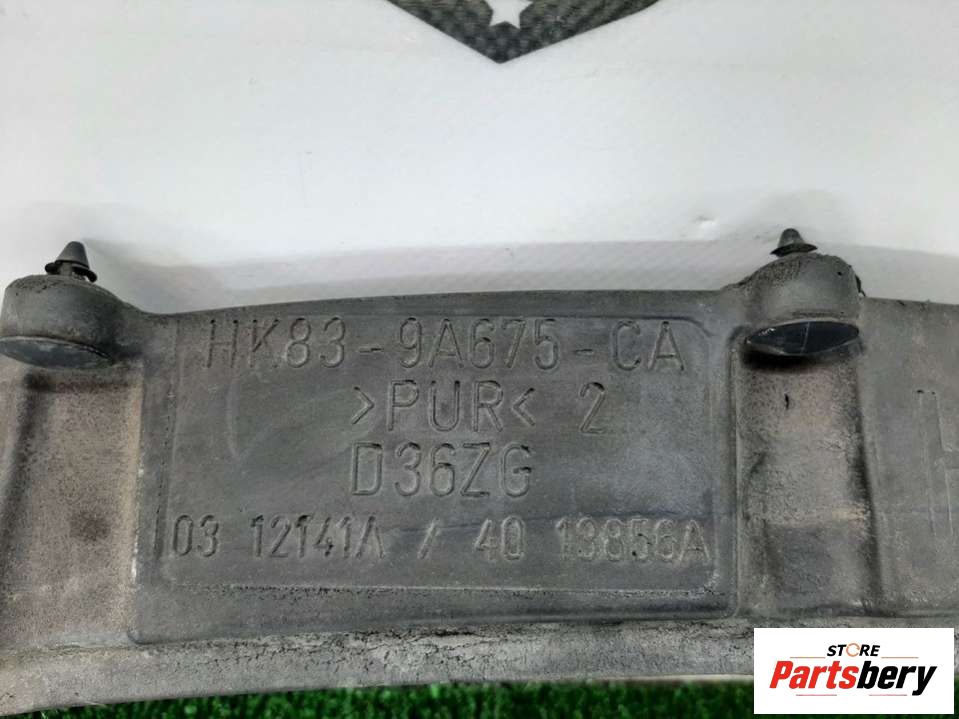 HK83-9A675-CA
>PUR< 2
D36ZG
03 12141A / 40 13856A
STORE
Partsbery